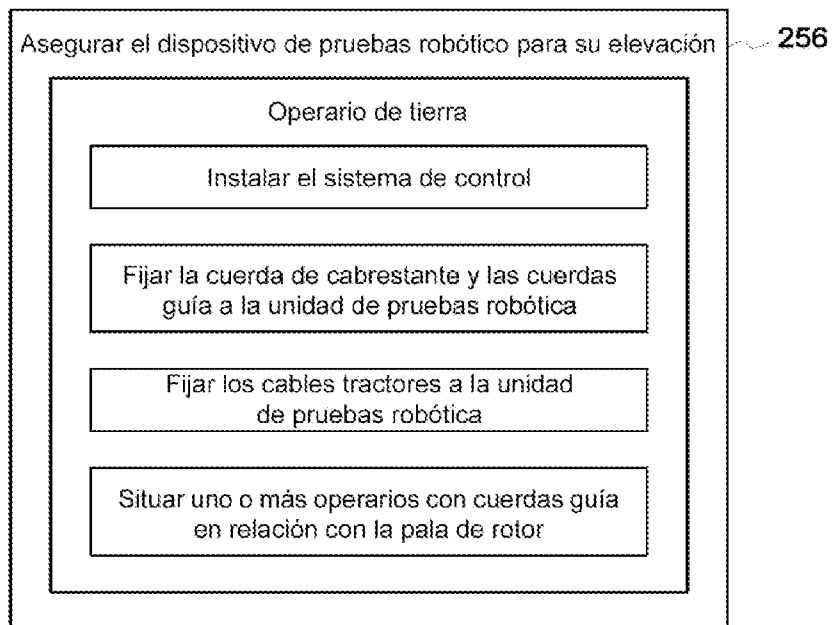 Asegurar el dispositivo de pruebas robótico para su elevación
256
Operario de tierra
Instalar el sistema de control
Fijar la cuerda de cabrestante y las cuerdas
guía a la unidad de pruebas robótica
Fijar los cables tractores a la unidad
de pruebas robótica
Situar uno o más operarios con cuerdas guía
en relación con la pala de rotor